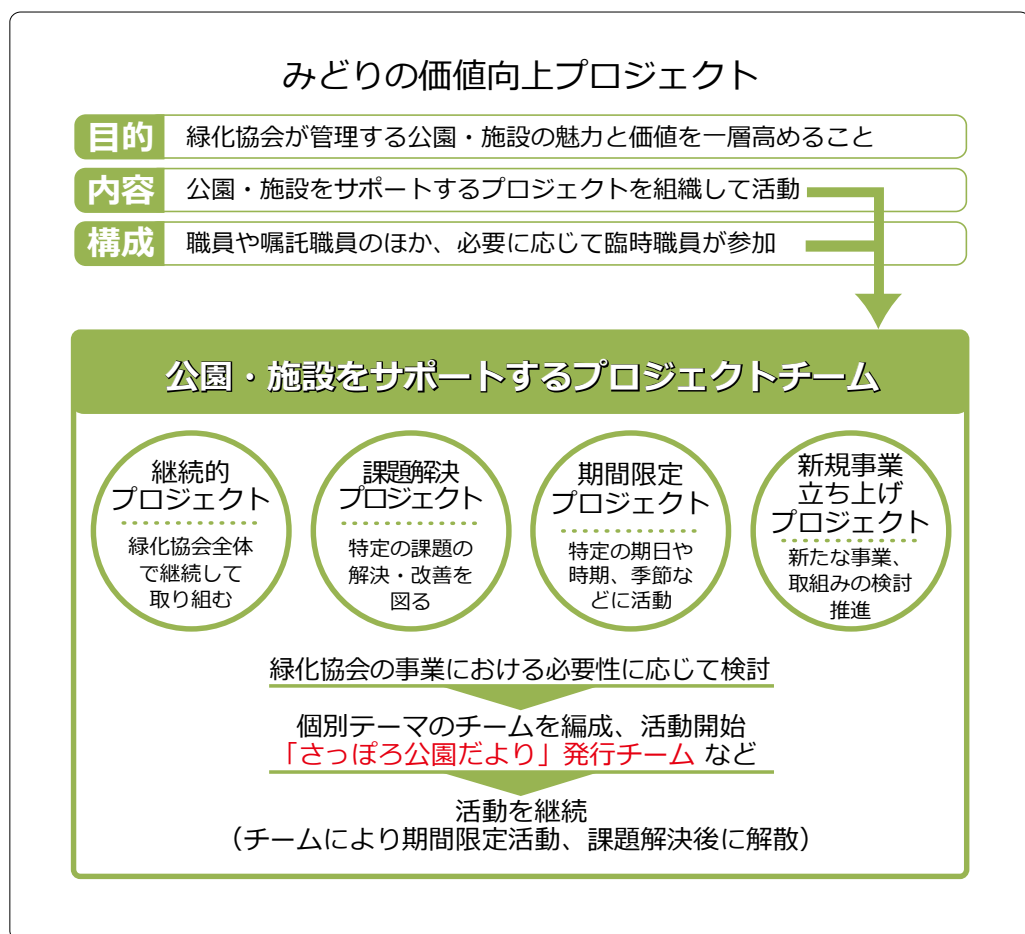 みどりの価値向上プロジェクト
目的 緑化協会が管理する公園・施設の魅力と価値を一層高めること
内容 公園・施設をサポートするプロジェクトを組織して活動
構成 職員や嘱託職員のほか、必要に応じて臨時職員が参加
公園・施設をサポートするプロジェクトチーム
継続的
プロジェクト
緑化協会全体
で継続して
取り組む
課題解決
プロジェクト
特定の課題の
解決・改善を
図る
期間限定
プロジェクト
特定の期日や
時期、季節な
どに活動
新規事業
立ち上げ
プロジェクト
新たな事業、
取組みの検討
推進
緑化協会の事業における必要性に応じて検討
個別テーマのチームを編成、活動開始
「さっぽろ公園だより」発行チーム など
活動を継続
(チームにより期間限定活動、課題解決後に解散)